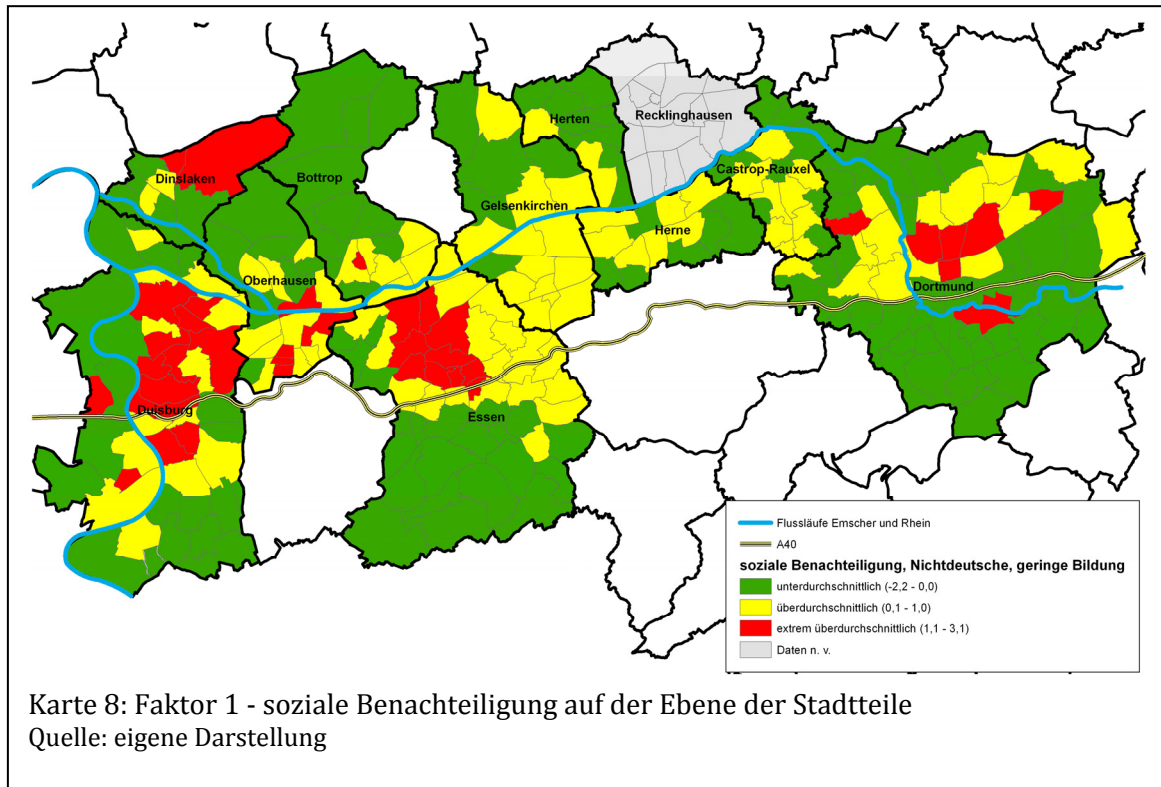 Herten
Recklinghausen
Dinslaken
Bottrop
Castrop-Rauxel
Gelsenkirchen
Herne
Oberhausen
Dortmund
Duisburg
Essen
Flussläufe Emscher und Rhein
A40
soziale Benachteiligung, Nichtdeutsche, geringe Bildung
unterdurchschnittlich (-2,2 - 0,0)
überdurchschnittlich (0,1 - 1,0)
extrem überdurchschnittlich (1,1 - 3,1)
Daten n. v.
Karte 8: Faktor 1 - soziale Benachteiligung auf der Ebene der Stadtteile
Quelle: eigene Darstellung